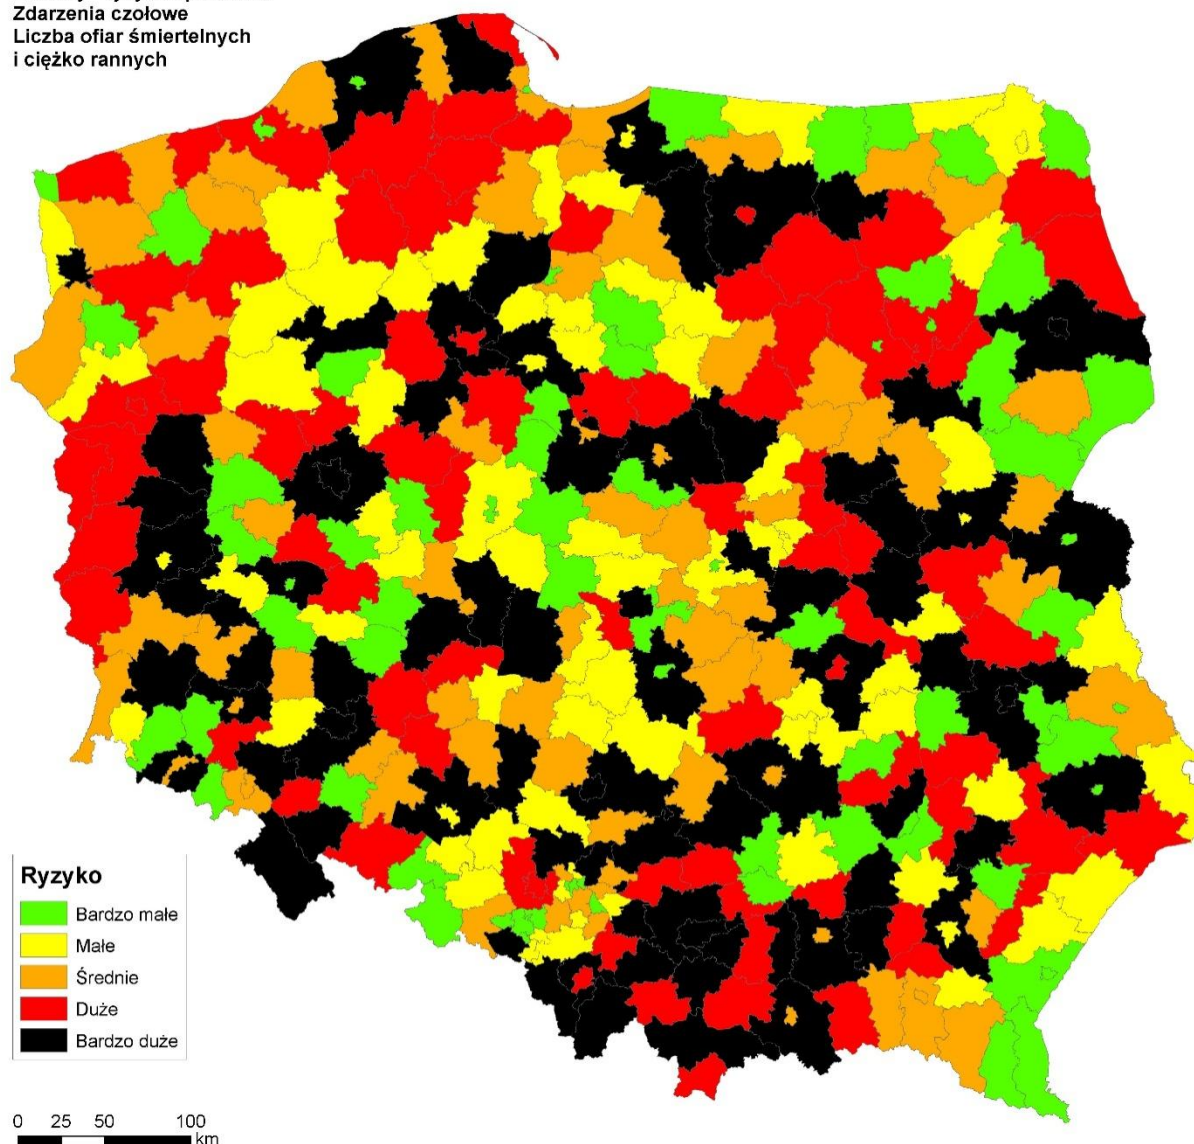 Zdarzenia czołowe
Liczba ofiar śmiertelnych
i ciężko rannych
Ryzyko
Bardzo małe
Małe
Średnie
Duże
Bardzo duże
0 25 50 100
km